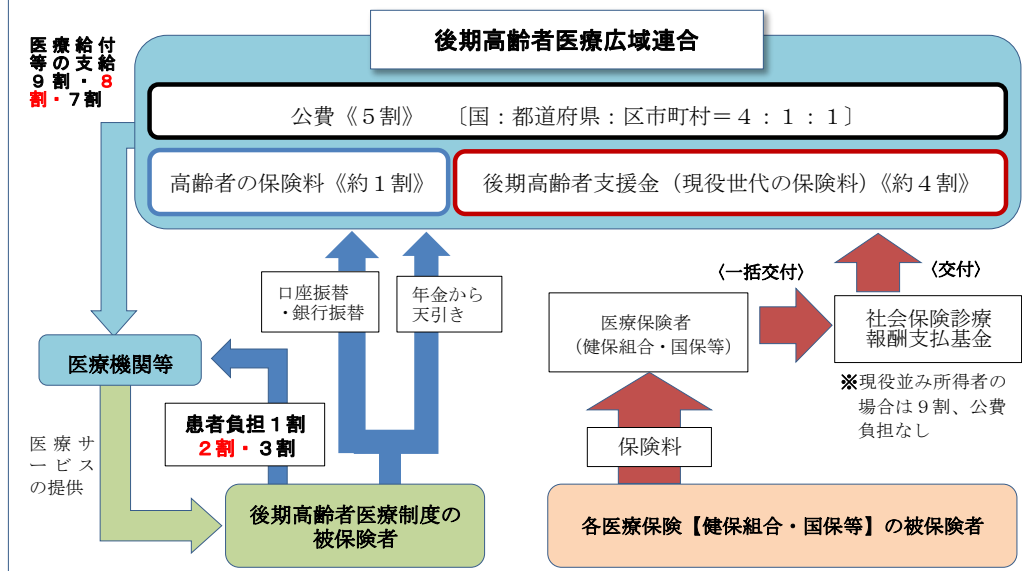 後期高齢者医療広域連合
医療給付
等の支給
９割・８
割・７割
公費《５割》　〔国：都道府県：区市町村＝４：１：１〕
高齢者の保険料《約１割》
後期高齢者支援金（現役世代の保険料）《約４割》
口座振替
・銀行振替
年金から
天引き
〈一括交付〉
〈交付〉
医療保険者
（健保組合・国保等）
社会保険診療
報酬支払基金
医療機関等
※現役並み所得者の
場合は９割、公費
負担なし
患者負担１割
２割・３割
保険料
医療サ
ービス
の提供
後期高齢者医療制度の
被保険者
各医療保険【健保組合・国保等】の被保険者